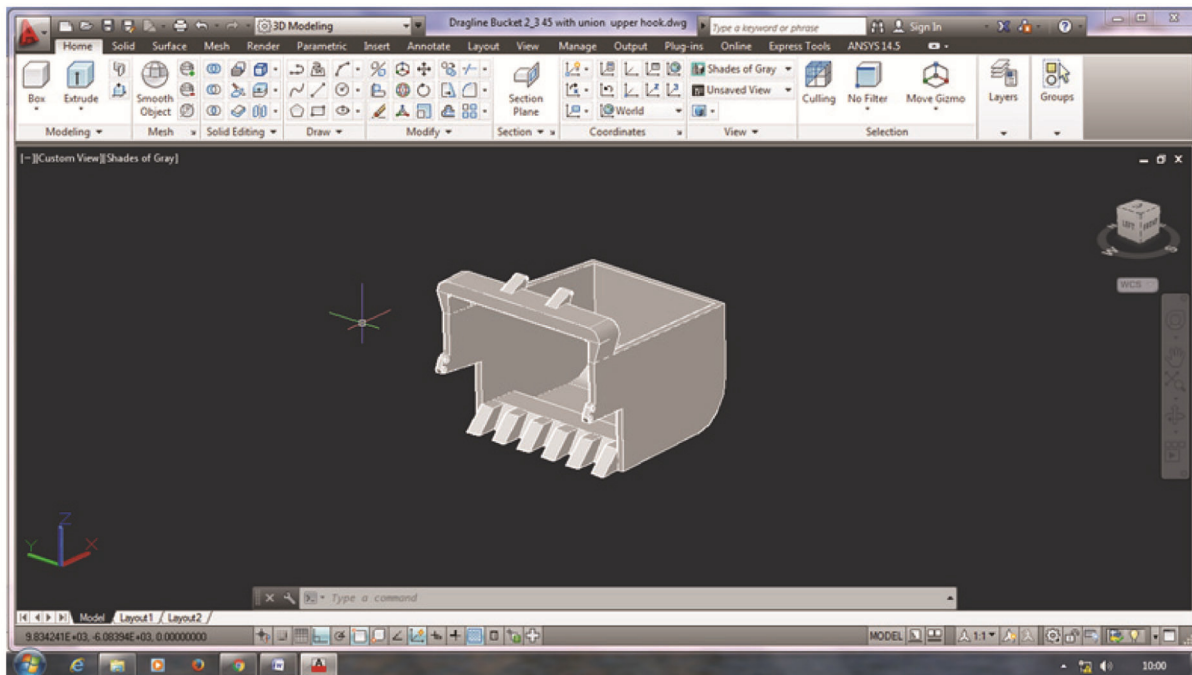 3D Modeling Dragline Bucket 2_3 45 with union upper hook.dwg Type a keyword or phrase Sign In
Home Solid Surface Mesh Render Parametric Insert Annotate Layout View Manage Output Plug-ins Online Express Tools ANSYS 14.5
Box
Extrude
Smooth
Object
Section
Plane
World
Shades of Gray
Unsaved View
Culling
No Filter
Move Gizmo
Layers
Groups
Modeling Mesh Solid Editing Draw Modify Section Coordinates View Selection
[−][Custom View][Shades of Gray]
LEFT FRONT
W S
WCS
Z
Y X
Type a command
Model Layout1 Layout2
9.834241E+03, -6.08394E+03, 0.00000000 MODEL 1:1
10:00